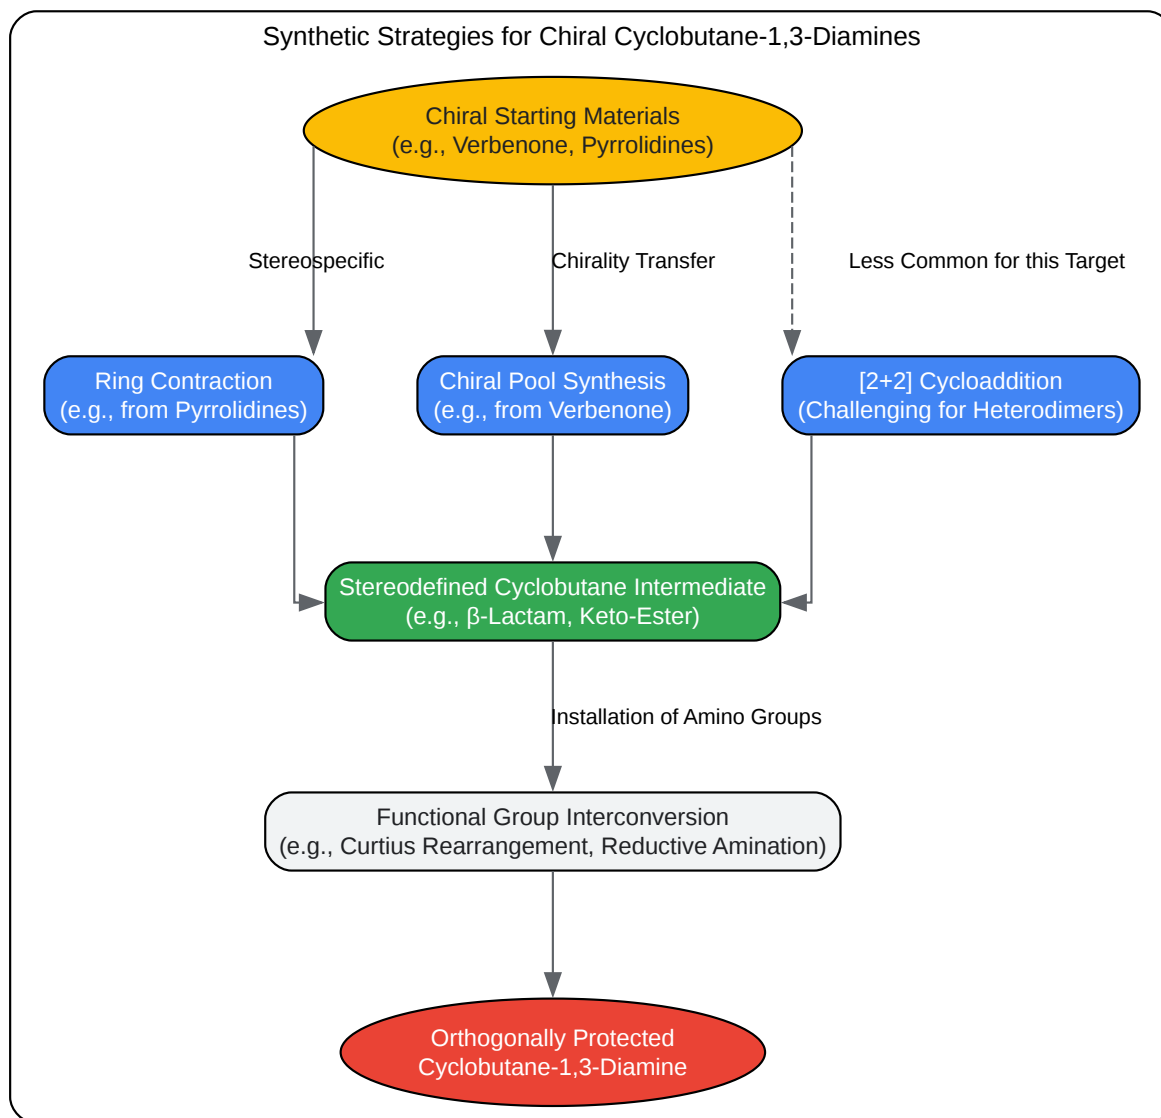 Synthetic Strategies for Chiral Cyclobutane-1,3-Diamines
Chiral Starting Materials
(e.g., Verbenone, Pyrrolidines)
Stereospecific
Chirality Transfer
Less Common for this Target
Ring Contraction
(e.g., from Pyrrolidines)
Chiral Pool Synthesis
(e.g., from Verbenone)
[2+2] Cycloaddition
(Challenging for Heterodimers)
Stereodefined Cyclobutane Intermediate
(e.g., β-Lactam, Keto-Ester)
Installation of Amino Groups
Functional Group Interconversion
(e.g., Curtius Rearrangement, Reductive Amination)
Orthogonally Protected
Cyclobutane-1,3-Diamine